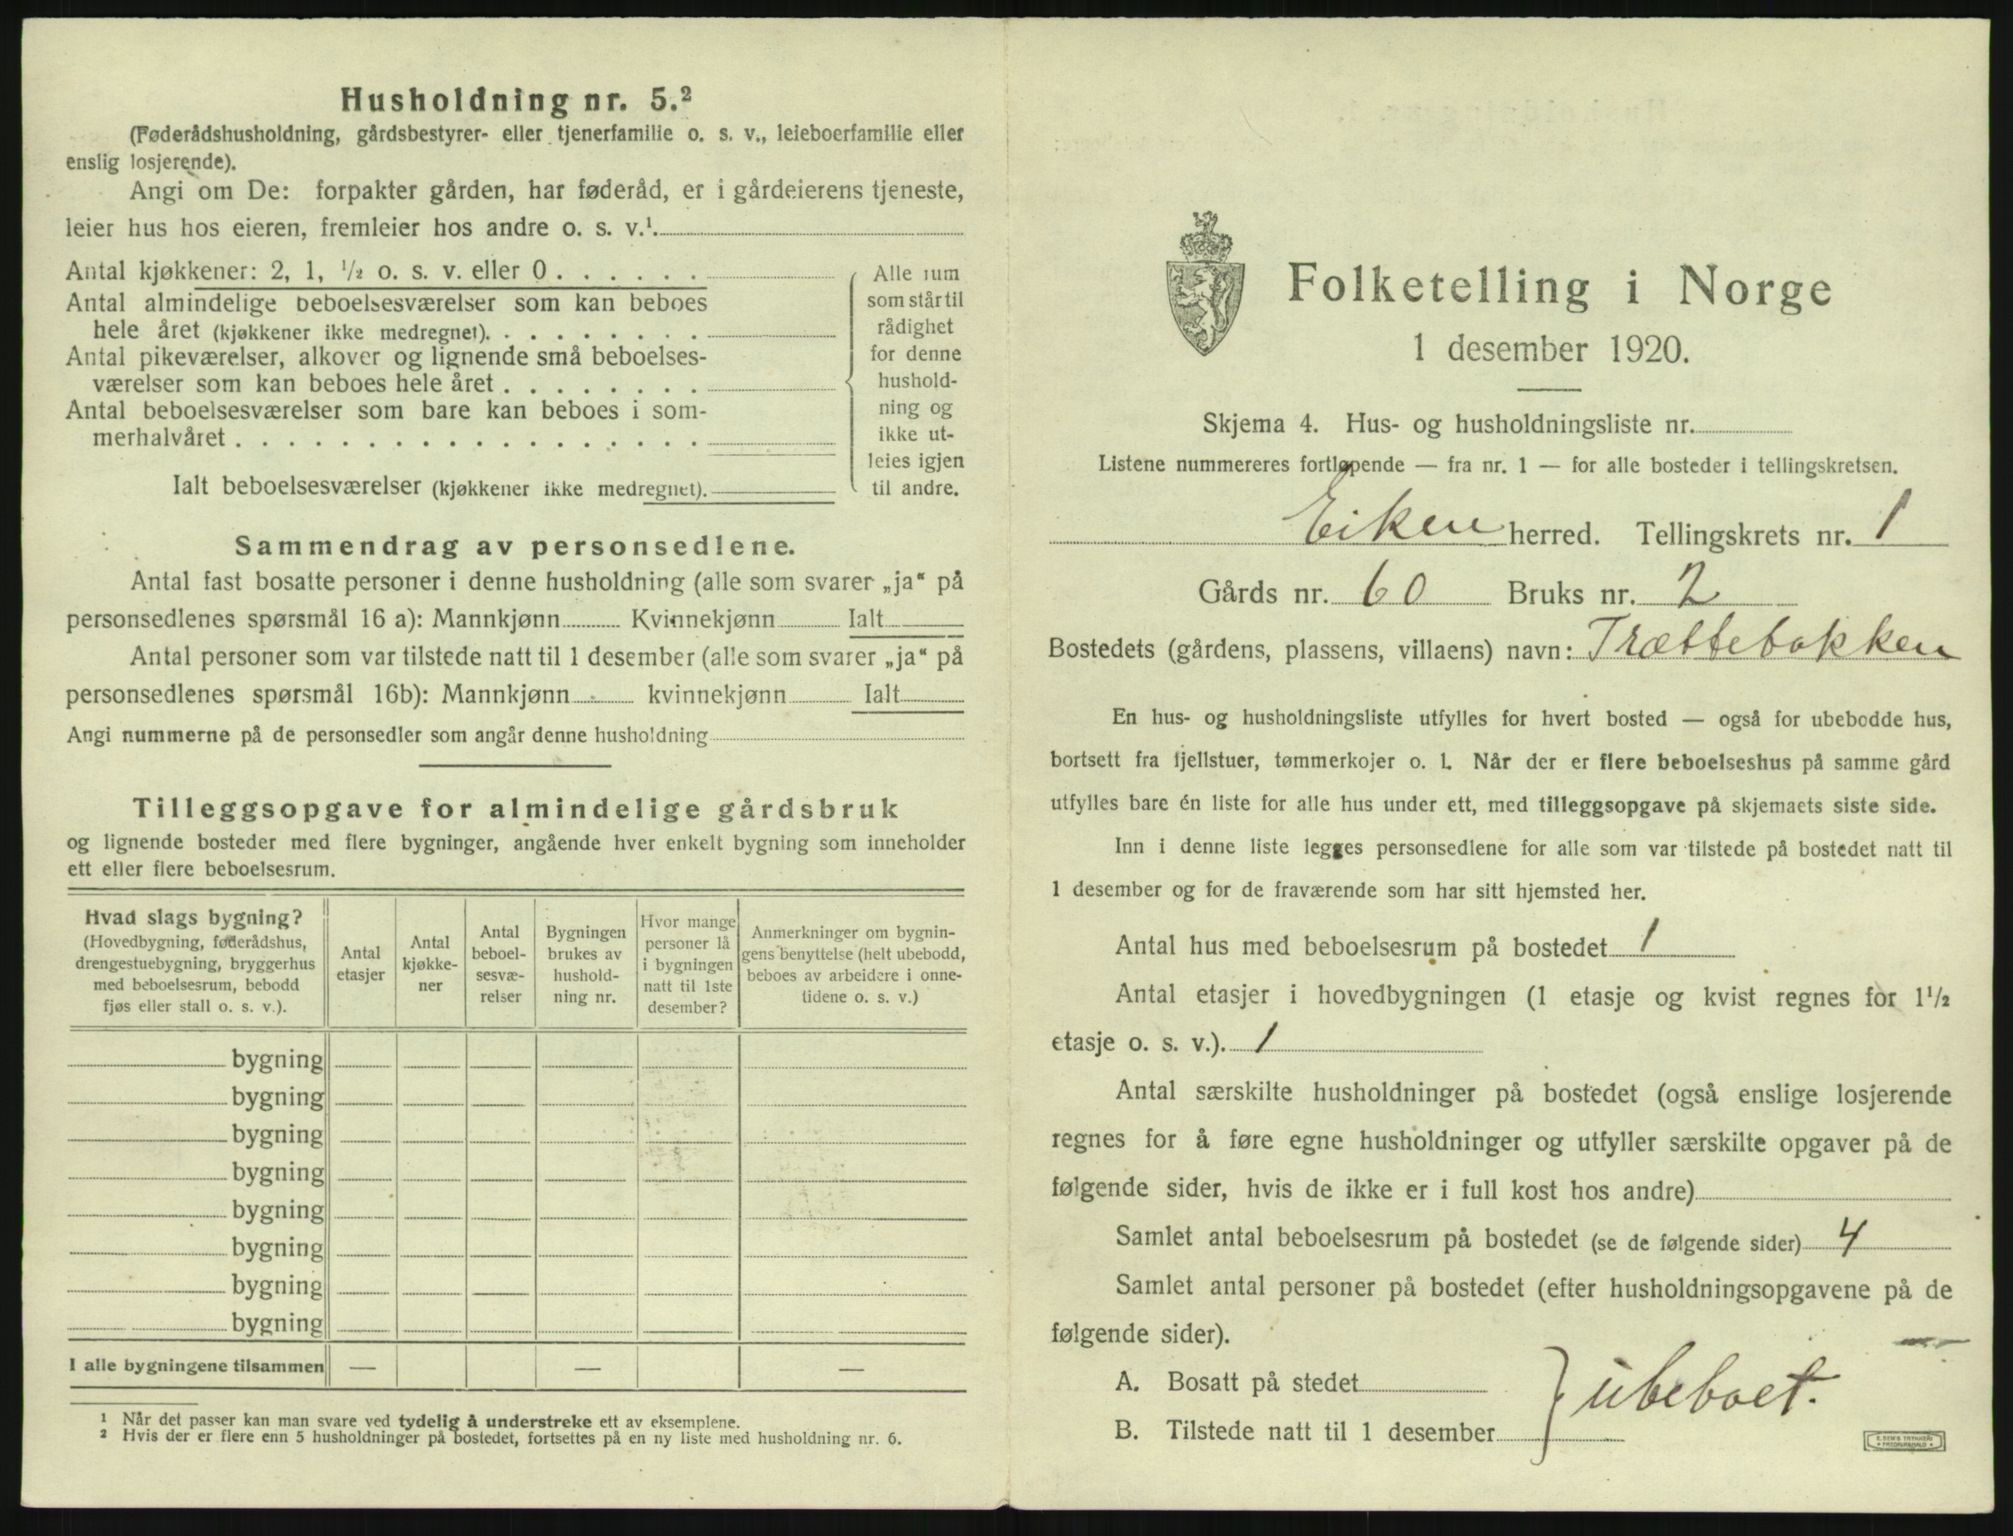 Husholdning nr. 5.²
(Føderådshusholdning, gårdsbestyrer- eller tjenerfamilie o. s. v., leieboerfamilie eller
enslig losjerende).
Angi om De: forpakter gården, har føderåd, er i gårdeierens tjeneste,
leier hus hos eieren, fremleier hos andre o. s. v.¹.
Antal kjøkkener: 2, 1, ½ o. s. v. eller 0 . . . . . .
Antal almindelige beboelsesværelser som kan beboes
hele året (kjøkkener ikke medregnet). . . . . . . . .
Antal pikeværelser, alkover og lignende små beboelses-
værelser som kan beboes hele året . . . . . . . .
Antal beboelsesværelser som bare kan beboes i som-
merhalvåret . . . . . . . . . . . . . . . . . .
Ialt beboelsesværelser (kjøkkener ikke medregnet).
Alle rum
som står til
rådighet
for denne
hushold-
ning og
ikke ut-
leies igjen
til andre.
Sammendrag av personsedlene.
Antal fast bosatte personer i denne husholdning (alle som svarer „ja“ på
personsedlenes spørsmål 16 a): Mannkjønn Kvinnekjønn Ialt
Antal personer som var tilstede natt til 1 desember (alle som svarer „ja“ på
personsedlenes spørsmål 16b): Mannkjønn kvinnekjønn Ialt
Angi nummerne på de personsedler som angår denne husholdning
Tilleggsopgave for almindelige gårdsbruk
og lignende bosteder med flere bygninger, angående hver enkelt bygning som inneholder
ett eller flere beboelsesrum.
Hvad slags bygning?
(Hovedbygning, føderådshus,
drengestuebygning, bryggerhus
med beboelsesrum, bebodd
fjøs eller stall o. s. v.).
Antal
etasjer
Antal
kjøkke-
ner
Antal
beboel-
sesvæ-
relser
Bygningen
brukes av
hushold-
ning nr.
Hvor mange
personer lå
i bygningen
natt til 1ste
desember?
Anmerkninger om bygnin-
gens benyttelse (helt ubebodd,
beboes av arbeidere i onne-
tidene o. s. v.)
bygning
bygning
bygning
bygning
bygning
bygning
bygning
bygning
I alle bygningene tilsammen — — —
¹ Når det passer kan man svare ved tydelig å understreke ett av eksemplene.
² Hvis der er flere enn 5 husholdninger på bostedet, fortsettes på en ny liste med husholdning nr. 6.
Folketelling i Norge
1 desember 1920.
Skjema 4. Hus- og husholdningsliste nr.
Listene nummereres fortløpende — fra nr. 1 — for alle bosteder i tellingskretsen.
Eiken herred. Tellingskrets nr. 1
Gårds nr. 60 Bruks nr. 2
Bostedets (gårdens, plassens, villaens) navn: Trættebakken
En hus- og husholdningsliste utfylles for hvert bosted — også for ubebodde hus,
bortsett fra fjellstuer, tømmerkojer o. l. Når der er flere beboelseshus på samme gård
utfylles bare én liste for alle hus under ett, med tilleggsopgave på skjemaets siste side.
Inn i denne liste legges personsedlene for alle som var tilstede på bostedet natt til
1 desember og for de fraværende som har sitt hjemsted her.
Antal hus med beboelsesrum på bostedet 1
Antal etasjer i hovedbygningen (1 etasje og kvist regnes for 1½
etasje o. s. v.). 1
Antal særskilte husholdninger på bostedet (også enslige losjerende
regnes for å føre egne husholdninger og utfyller særskilte opgaver på de
følgende sider, hvis de ikke er i full kost hos andre)
Samlet antal beboelsesrum på bostedet (se de følgende sider) 4
Samlet antal personer på bostedet (efter husholdningsopgavene på de
følgende sider).
A. Bosatt på stedet
B. Tilstede natt til 1 desember
ubeboet.